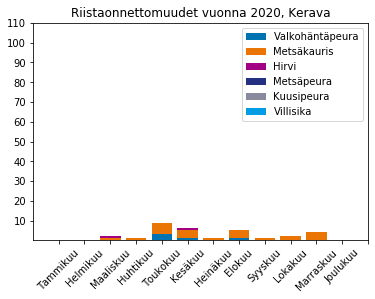 Riistaonnettomuudet vuonna 2020, Kerava
110
100
90
80
70
60
50
40
30
20
10
Valkohäntäpeura
Metsäkauris
Hirvi
Metsäpeura
Kuusipeura
Villisika
Tammikuu
Helmikuu
Maaliskuu
Huhtikuu
Toukokuu
Kesäkuu
Heinäkuu
Elokuu
Syyskuu
Lokakuu
Marraskuu
Joulukuu